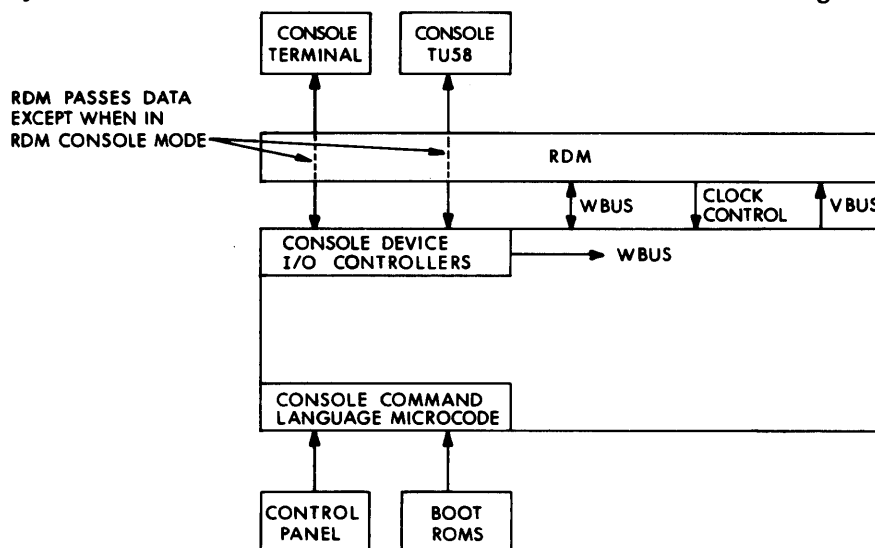 CONSOLE
TERMINAL
CONSOLE
TU58
RDM PASSES DATA
EXCEPT WHEN IN
RDM CONSOLE MODE
RDM
WBUS
CLOCK
CONTROL
VBUS
CONSOLE DEVICE
I/O CONTROLLERS
WBUS
CONSOLE COMMAND
LANGUAGE MICROCODE
CONTROL
PANEL
BOOT
ROMS